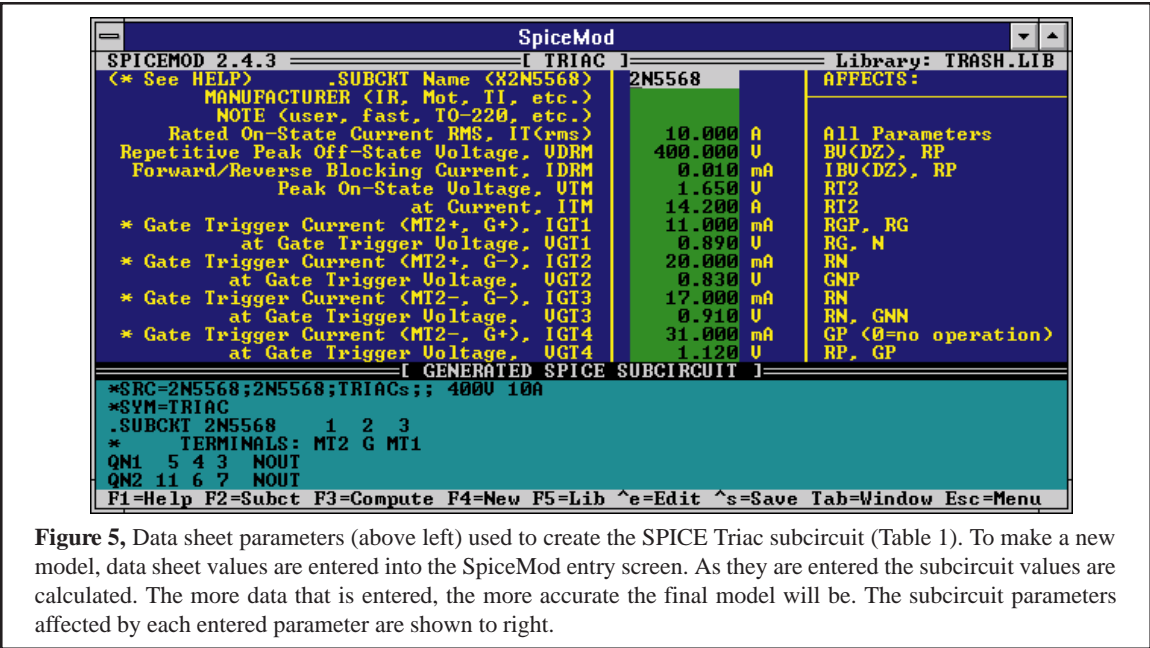 SpiceMod
SPICEMOD 2.4.3 [ TRIAC ] Library: TRASH.LIB
(* See HELP) .SUBCKT Name (X2N5568) 2N5568 AFFECTS:
MANUFACTURER (IR, Mot, TI, etc.)
NOTE (user, fast, TO-220, etc.)
Rated On-State Current RMS, IT(rms) 10.000 A All Parameters
Repetitive Peak Off-State Voltage, VDRM 400.000 V BV(DZ), RP
Forward/Reverse Blocking Current, IDRM 0.010 mA IBV(DZ), RP
Peak On-State Voltage, VTM 1.650 V RT2
at Current, ITM 14.200 A RT2
* Gate Trigger Current (MT2+, G+), IGT1 11.000 mA RGP, RG
at Gate Trigger Voltage, VGT1 0.890 V RG, N
* Gate Trigger Current (MT2+, G-), IGT2 20.000 mA RN
at Gate Trigger Voltage, VGT2 0.830 V GNP
* Gate Trigger Current (MT2-, G-), IGT3 17.000 mA RN
at Gate Trigger Voltage, VGT3 0.910 V RN, GNN
* Gate Trigger Current (MT2-, G+), IGT4 31.000 mA GP (0=no operation)
at Gate Trigger Voltage, VGT4 1.120 V RP, GP
[ GENERATED SPICE SUBCIRCUIT ]
*SRC=2N5568;2N5568;TRIACs;; 400V 10A
*SYM=TRIAC
.SUBCKT 2N5568 1 2 3
* TERMINALS: MT2 G MT1
QN1 5 4 3 NOUT
QN2 11 6 7 NOUT
F1=Help F2=Subct F3=Compute F4=New F5=Lib ^e=Edit ^s=Save Tab=Window Esc=Menu
Figure 5, Data sheet parameters (above left) used to create the SPICE Triac subcircuit (Table 1). To make a new
model, data sheet values are entered into the SpiceMod entry screen. As they are entered the subcircuit values are
calculated. The more data that is entered, the more accurate the final model will be. The subcircuit parameters
affected by each entered parameter are shown to right.